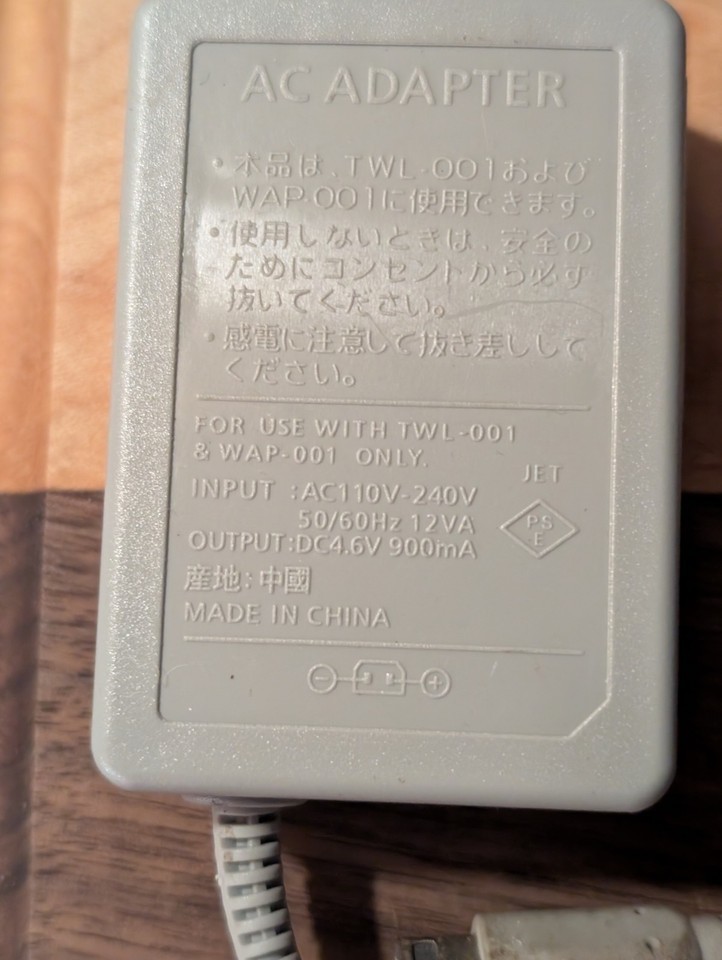 AC ADAPTER
・本品は、TWL-001および
WAP-001に使用できます。
・使用しないときは、安全の
ためにコンセントから必ず
抜いてください。
・感電に注意して抜き差しして
ください。
FOR USE WITH TWL-001
& WAP-001 ONLY.
JET
INPUT :AC110V-240V
50/60Hz 12VA
PS
E
OUTPUT:DC4.6V 900mA
産地:中國
MADE IN CHINA